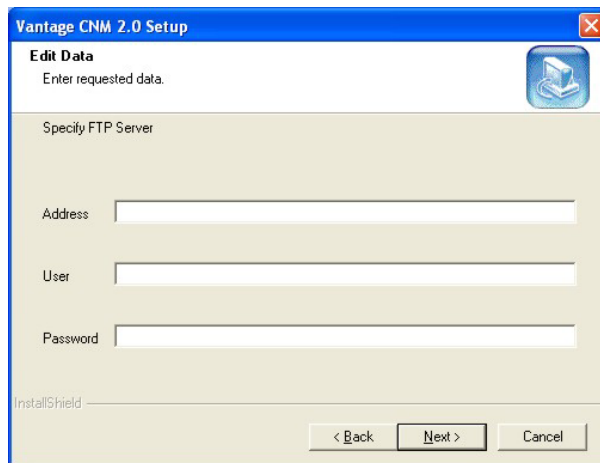 Vantage CNM 2.0 Setup
Edit Data
Enter requested data.
Specify FTP Server
Address
User
Password
InstallShield
< Back Next > Cancel